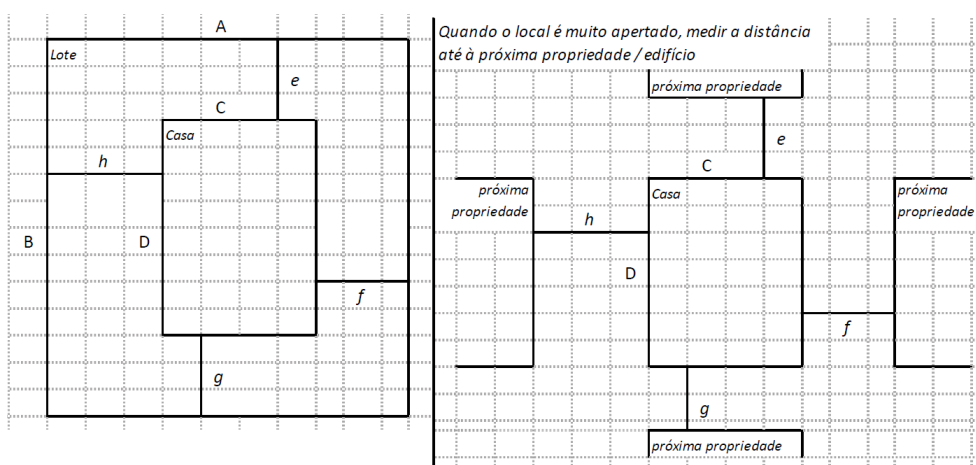 A
Lote
e
C
Casa
h
B
D
f
g
Quando o local é muito apertado, medir a distância
até à próxima propriedade / edifício
próxima propriedade
e
C
próxima
propriedade
Casa
próxima
propriedade
h
D
f
g
próxima propriedade